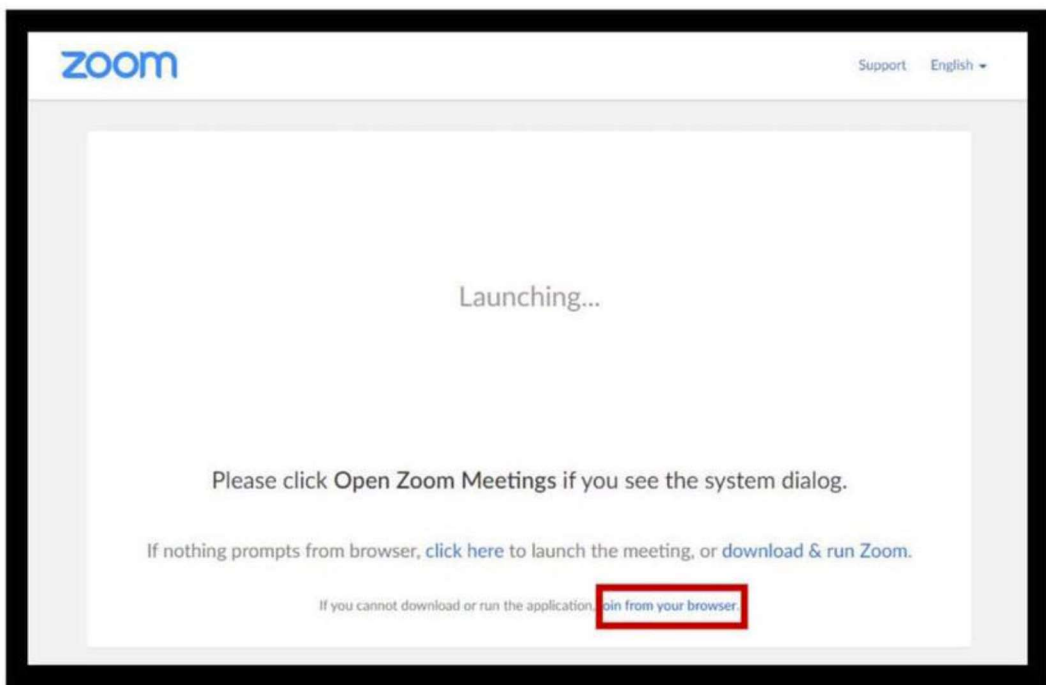 zoom
Support English
Launching...
Please click Open Zoom Meetings if you see the system dialog.
If nothing prompts from browser, click here to launch the meeting, or download & run Zoom.
If you cannot download or run the application, join from your browser.